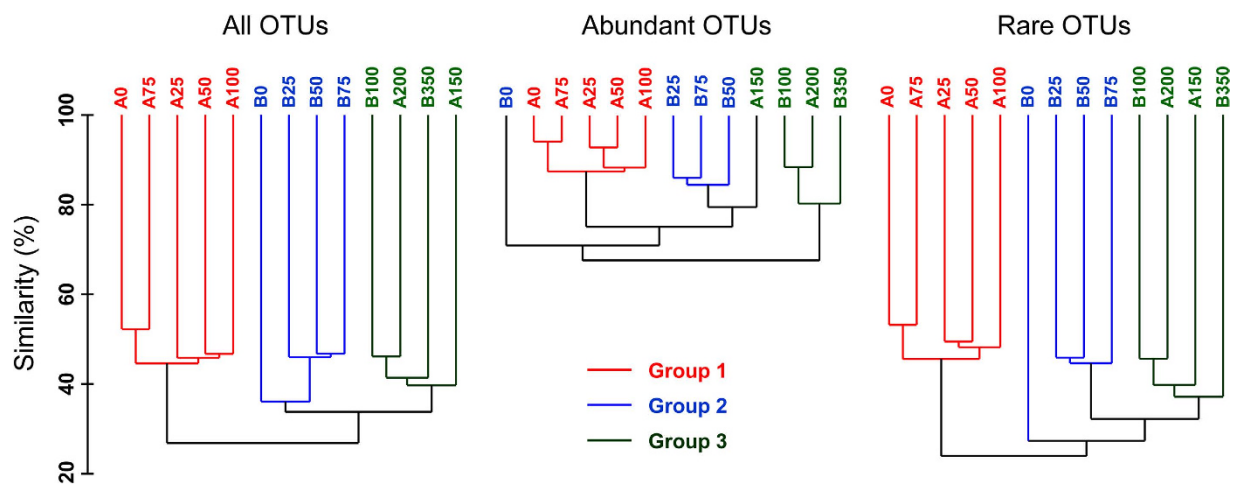 All OTUs Abundant OTUs Rare OTUs
A0 A75 A25 A50 A100 B0 B25 B50 B75 B100 A200 B350 A150
B0 A0 A75 A25 A50 A100 B25 B75 B50 A150 B100 A200 B350
A0 A75 A25 A50 A100 B0 B25 B50 B75 B100 A200 A150 B350
Similarity (%)
100
80
60
40
20
Group 1
Group 2
Group 3